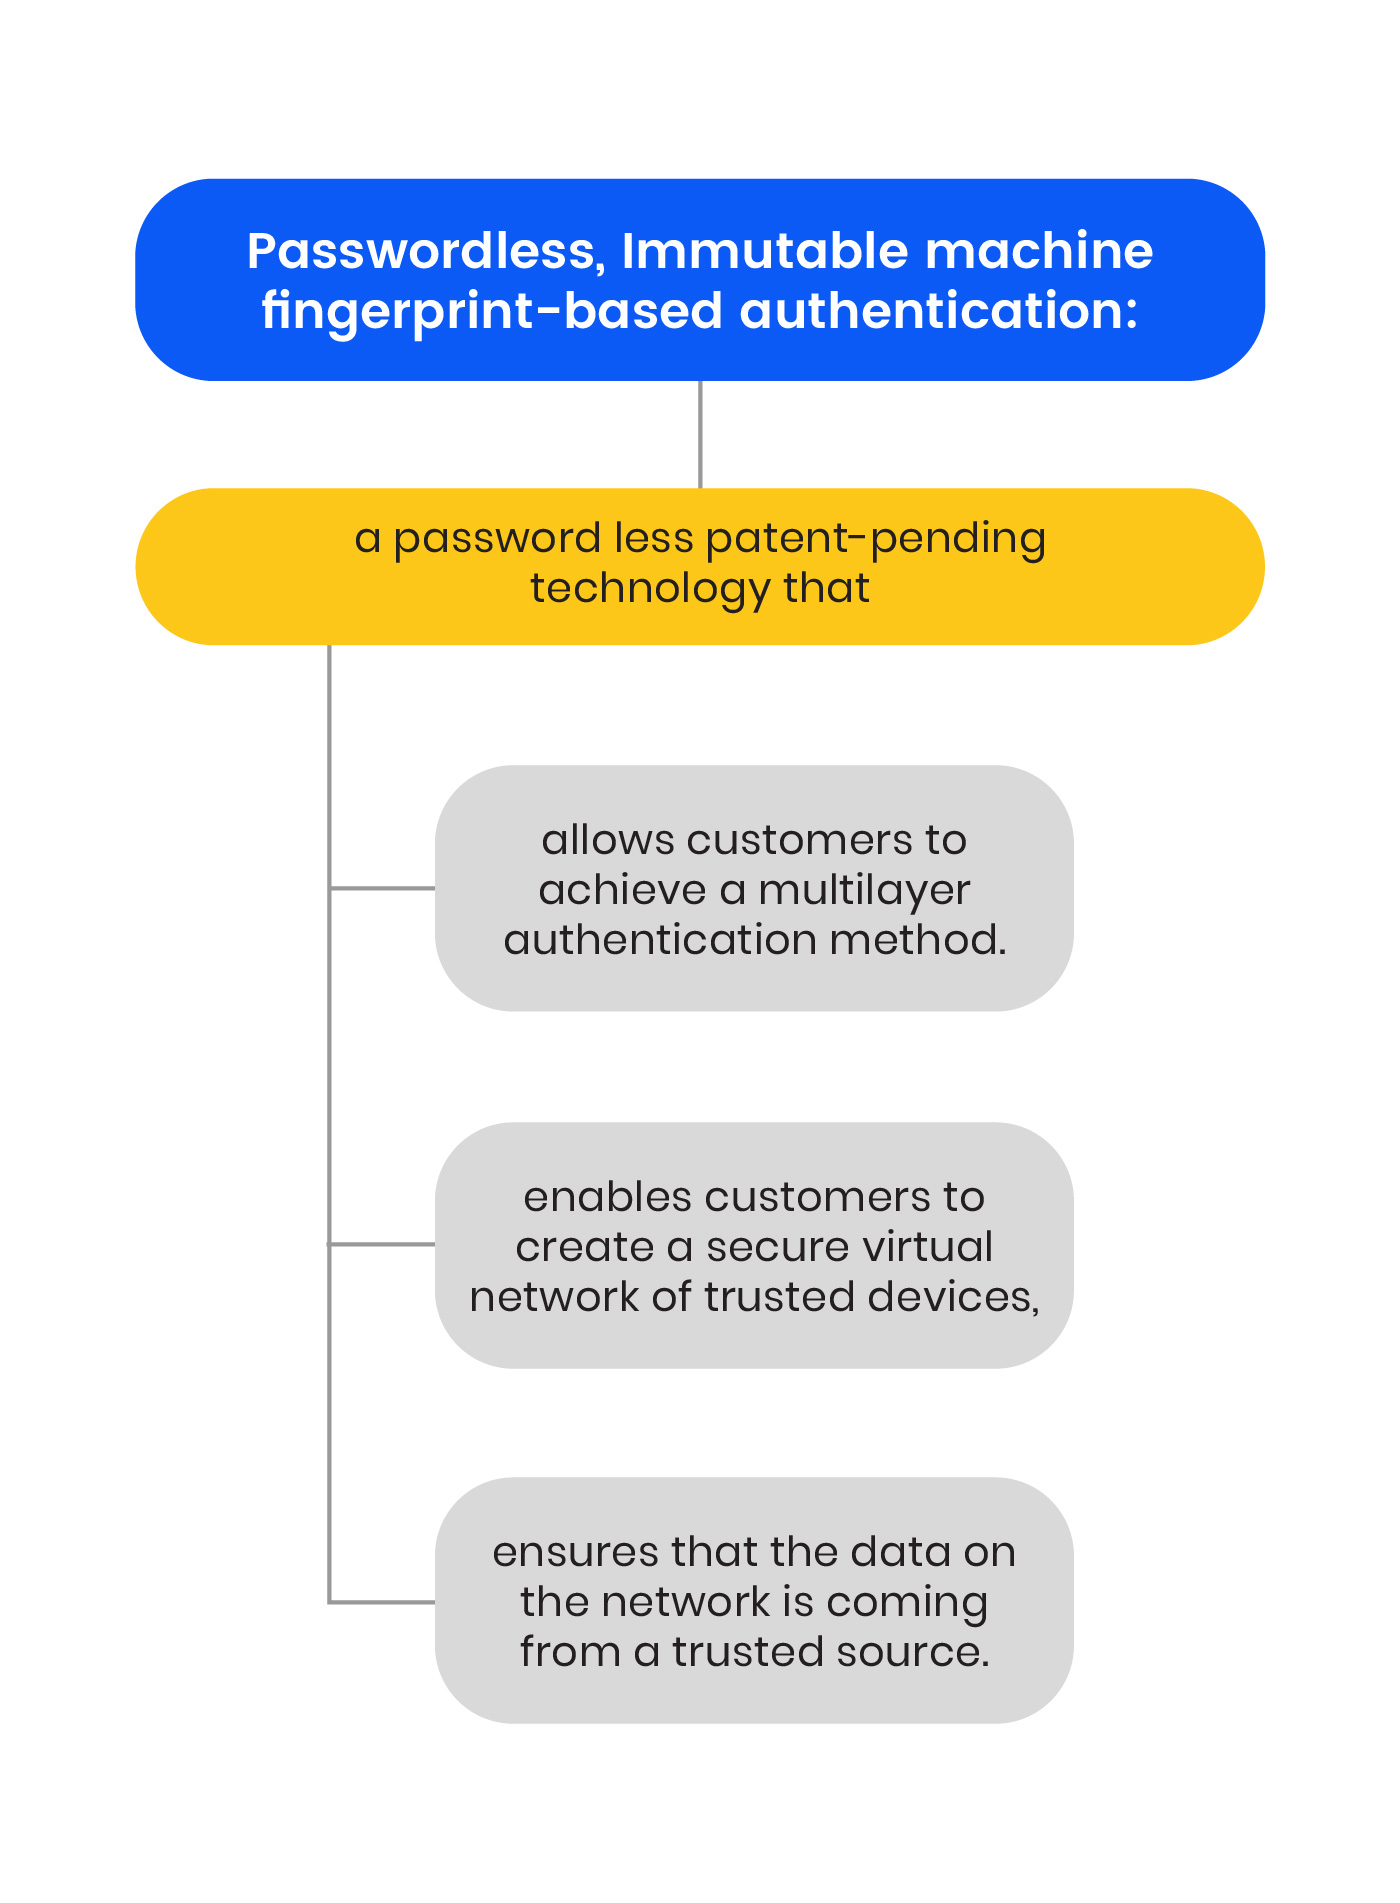 Passwordless, Immutable machine
fingerprint-based authentication:
a password less patent-pending
technology that
allows customers to
achieve a multilayer
authentication method.
enables customers to
create a secure virtual
network of trusted devices,
ensures that the data on
the network is coming
from a trusted source.